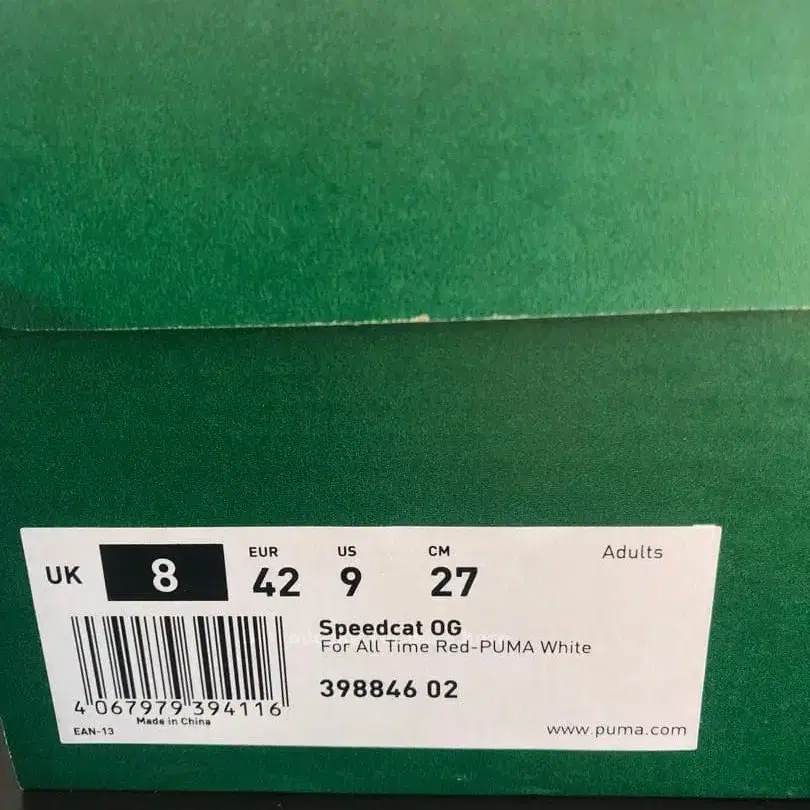 UK 8
EUR 42
US 9
CM 27
Adults
Speedcat OG
For All Time Red-PUMA White
398846 02
4 067979 394116
Made in China
EAN-13
www.puma.com